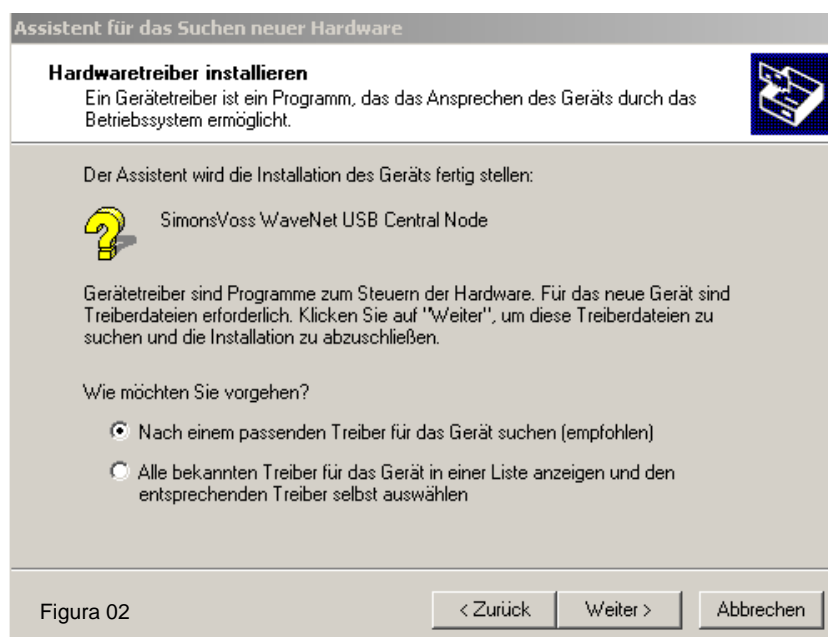 Assistent für das Suchen neuer Hardware
Hardwaretreiber installieren
Ein Gerätetreiber ist ein Programm, das das Ansprechen des Geräts durch das
Betriebssystem ermöglicht.
Der Assistent wird die Installation des Geräts fertig stellen:
SimonsVoss WaveNet USB Central Node
Gerätetreiber sind Programme zum Steuern der Hardware. Für das neue Gerät sind
Treiberdateien erforderlich. Klicken Sie auf "Weiter", um diese Treiberdateien zu
suchen und die Installation zu abzuschließen.
Wie möchten Sie vorgehen?
Nach einem passenden Treiber für das Gerät suchen (empfohlen)
Alle bekannten Treiber für das Gerät in einer Liste anzeigen und den
entsprechenden Treiber selbst auswählen
Figura 02
< Zurück
Weiter >
Abbrechen